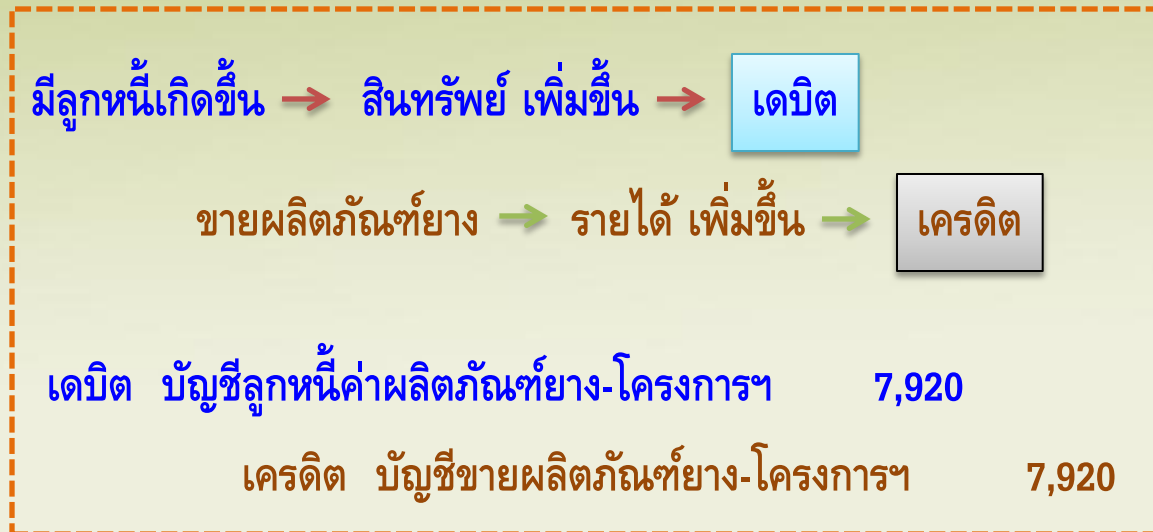 มีลูกหนี้เกิดขึ้น → สินทรัพย์ เพิ่มขึ้น → เดบิต
ขายผลิตภัณฑ์ยาง → รายได้ เพิ่มขึ้น → เครดิต
เดบิต บัญชีลูกหนี้ค่าผลิตภัณฑ์ยาง-โครงการฯ 7,920
เครดิต บัญชีขายผลิตภัณฑ์ยาง-โครงการฯ 7,920